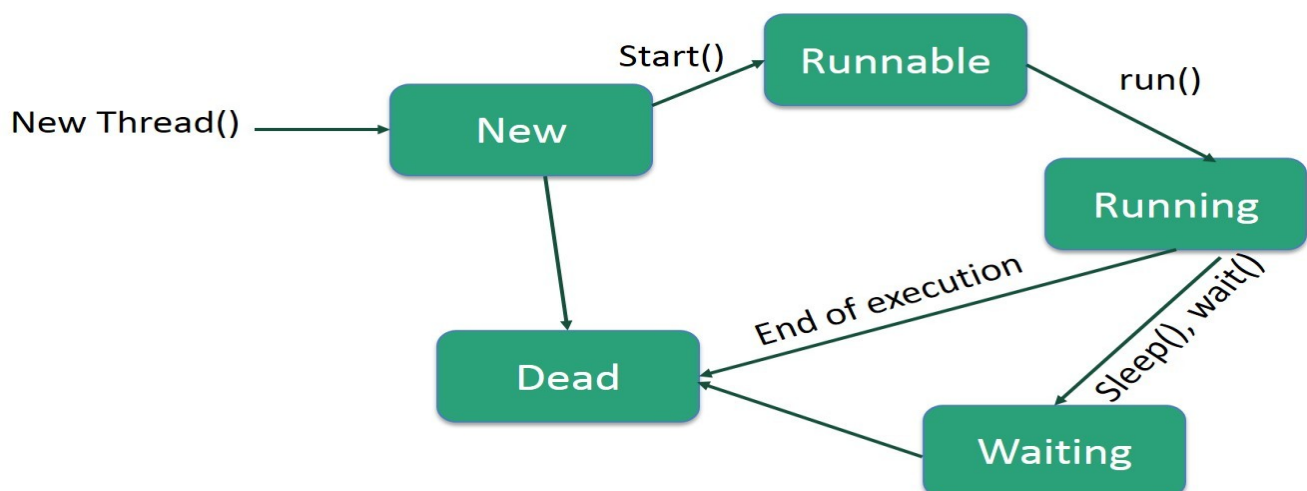 Start()
Runnable
run()
New Thread()
New
Running
End of execution
Sleep(), wait()
Dead
Waiting